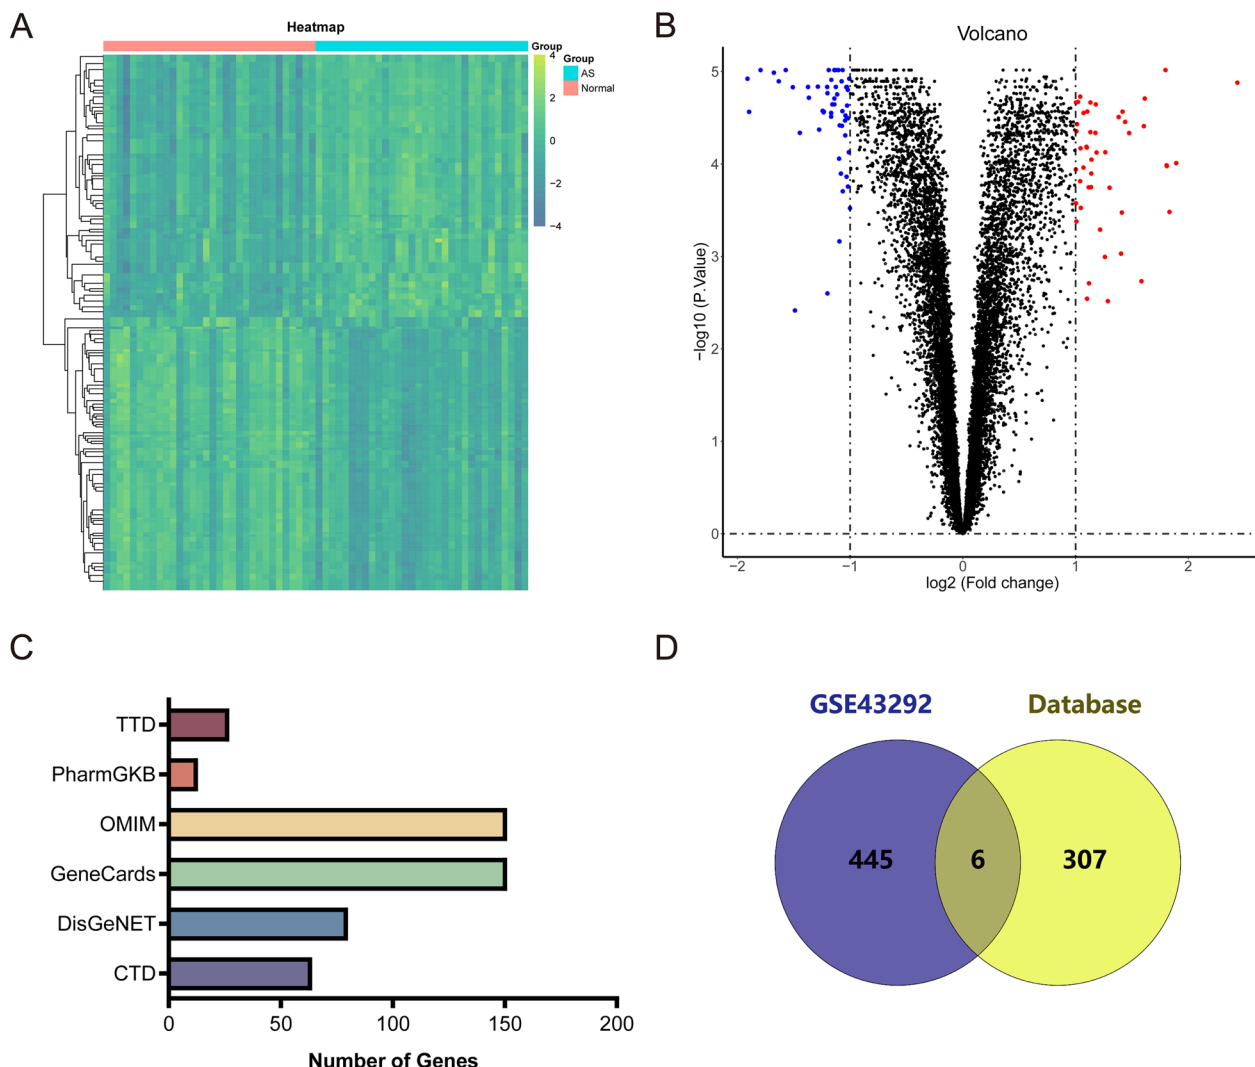 A
Heatmap
Group
4
2
0
−2
−4
Group
AS
Normal
B
Volcano
−log10 (P.Value)
5
4
3
2
1
0
−2
−1
0
1
2
log2 (Fold change)
C
TTD
PharmGKB
OMIM
GeneCards
DisGeNET
CTD
0
50
100
150
200
Number of Genes
D
GSE43292
Database
445
6
307